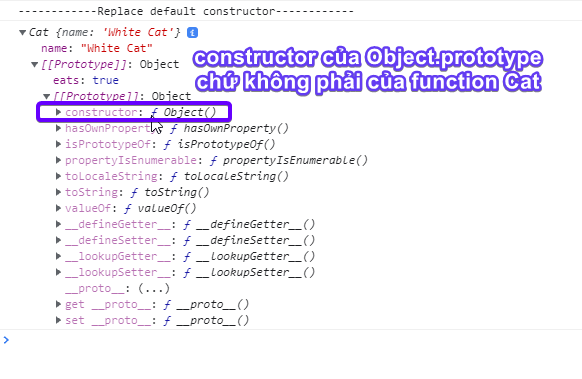 ------------Replace default constructor------------
Cat {name: 'White Cat'} i
name: "White Cat"
[[Prototype]]: Object
constructor của Object.prototype
chứ không phải của function Cat
eats: true
[[Prototype]]: Object
constructor: ƒ Object()
hasOwnProperty: ƒ hasOwnProperty()
isPrototypeOf: ƒ isPrototypeOf()
propertyIsEnumerable: ƒ propertyIsEnumerable()
toLocaleString: ƒ toLocaleString()
toString: ƒ toString()
valueOf: ƒ valueOf()
__defineGetter__: ƒ __defineGetter__()
__defineSetter__: ƒ __defineSetter__()
__lookupGetter__: ƒ __lookupGetter__()
__lookupSetter__: ƒ __lookupSetter__()
__proto__: (...)
get __proto__: ƒ __proto__()
set __proto__: ƒ __proto__()